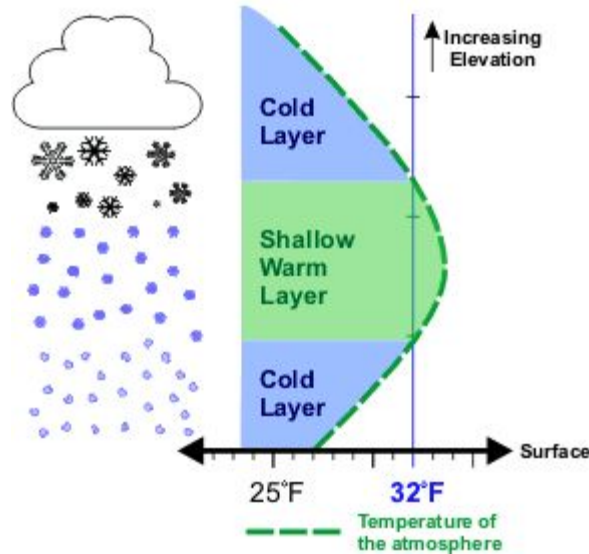 Increasing
Elevation
Cold
Layer
Shallow
Warm
Layer
Cold
Layer
Surface
25°F
32°F
Temperature of
the atmosphere